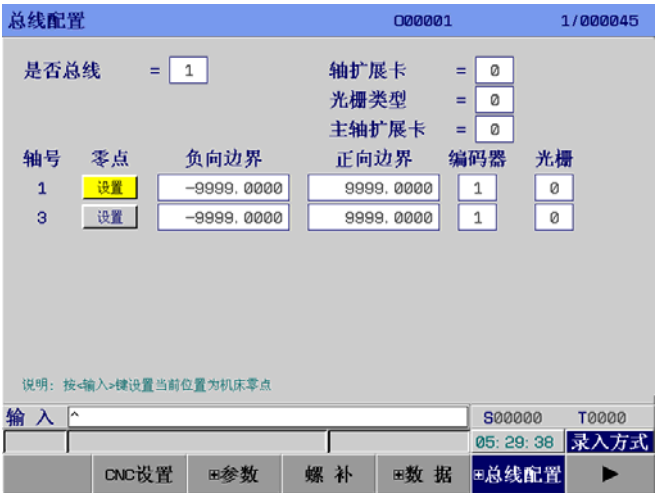 总线配置 O00001 1/000045
是否总线 = 1 轴扩展卡 = 0
光栅类型 = 0
主轴扩展卡 = 0
轴号 零点 负向边界 正向边界 编码器 光栅
1 设置 -9999.0000 9999.0000 1 0
3 设置 -9999.0000 9999.0000 1 0
说明: 按<输入>键设置当前位置为机床零点
输 入 ^ S00000 T0000
05:29:38 录入方式
CNC设置 ⊞参数 螺 补 ⊞数 据 ⊞总线配置 ▶